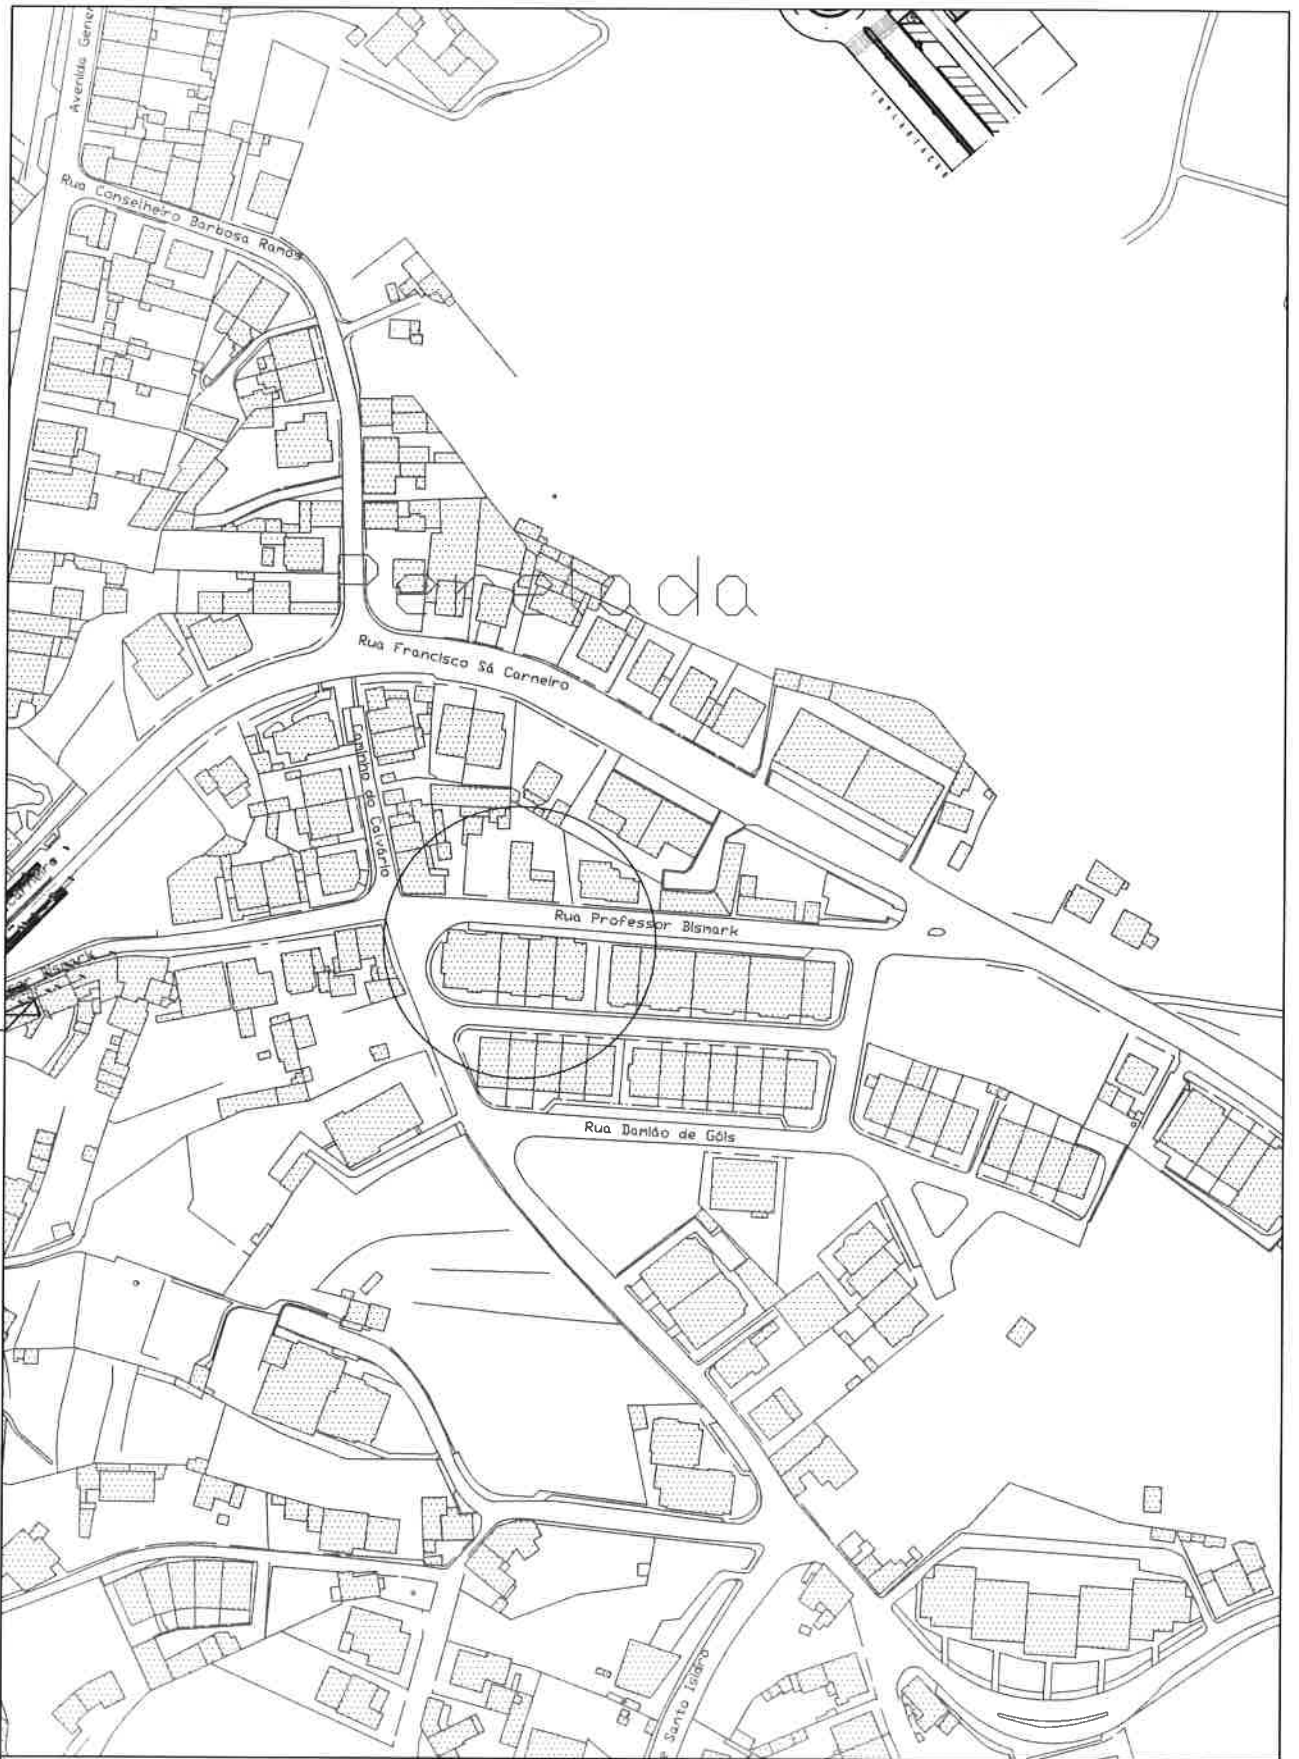 Avenida Gener
IMPLANTAÇÃO
Rua Conselheiro Barbosa Ramos
Rua Francisco Sá Carneiro
Caminho do Calvário
Rua Professor Bismark
Rua Damião de Góis
e Santo Isidro